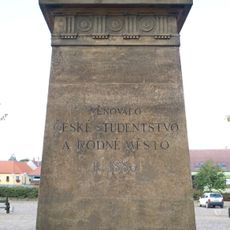 VĚNOVALO
ČESKÉ STUDENTSTVO
A RODNÉ MĚSTO